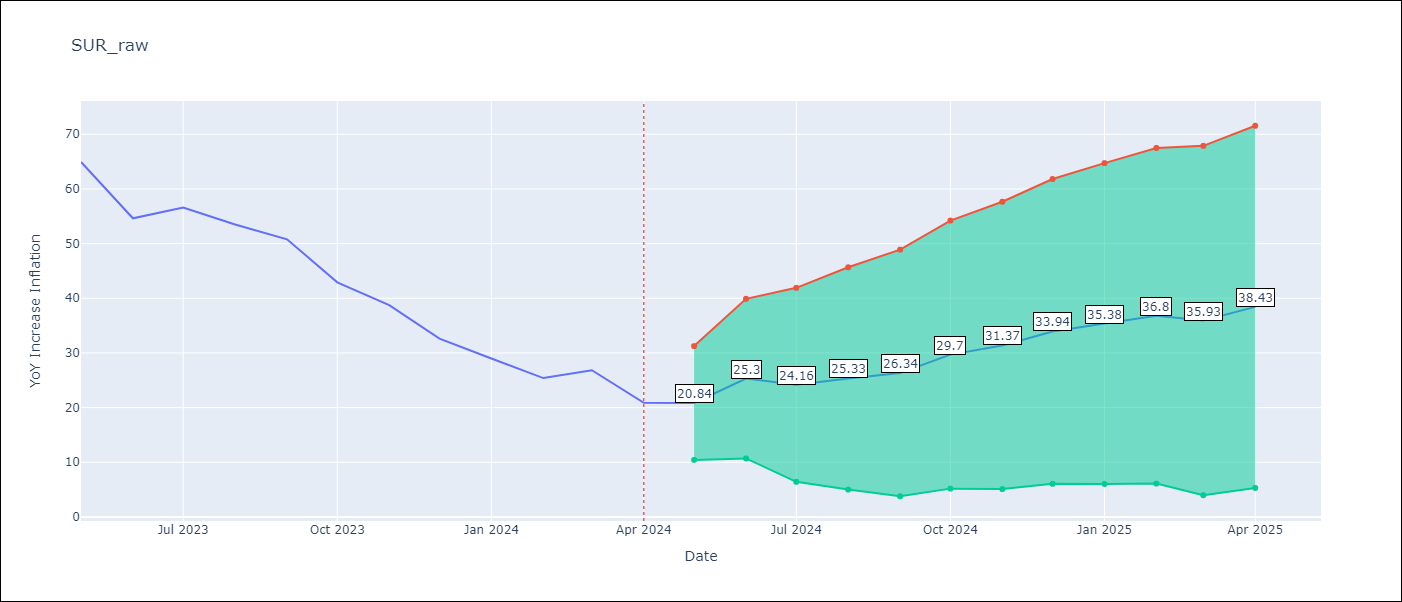 SUR_raw
YoY Increase Inflation
70
60
50
40
30
20
10
0
20.84
25.3
24.16
25.33
26.34
29.7
31.37
33.94
35.38
36.8
35.93
38.43
Jul 2023
Oct 2023
Jan 2024
Apr 2024
Jul 2024
Oct 2024
Jan 2025
Apr 2025
Date